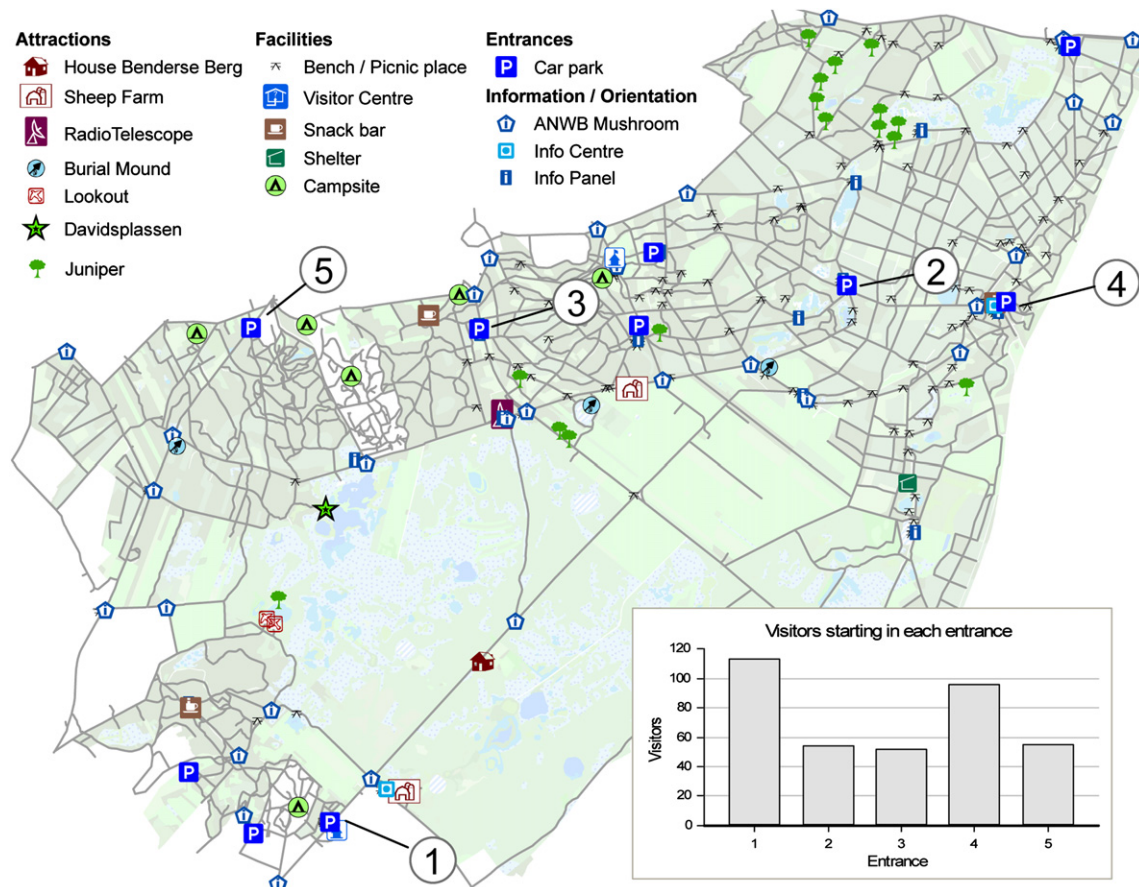 Attractions
House Benderse Berg
Sheep Farm
RadioTelescope
Burial Mound
Lookout
Davidsplassen
Juniper
Facilities
Bench / Picnic place
Visitor Centre
Snack bar
Shelter
Campsite
Entrances
P Car park
Information / Orientation
ANWB Mushroom
Info Centre
Info Panel
5
3
2
4
1
P
P
P
P
P
P
P
P
P
P
Visitors starting in each entrance
Visitors
120
100
80
60
40
20
0
1 2 3 4 5
Entrance